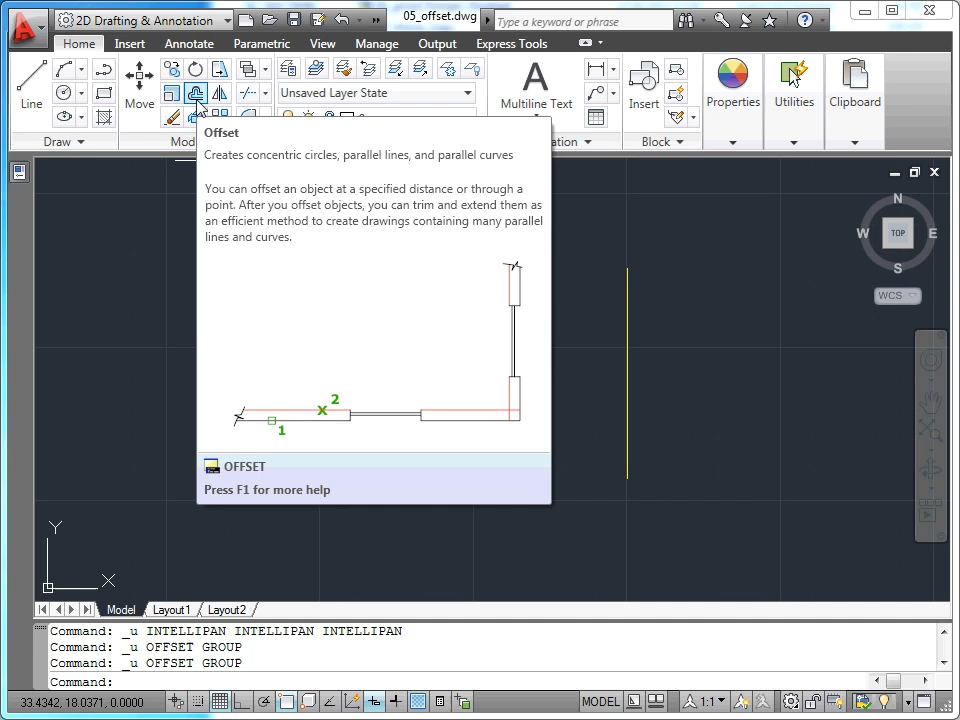 2D Drafting & Annotation
05_offset.dwg
Type a keyword or phrase
Home Insert Annotate Parametric View Manage Output Express Tools
Line
Move
Unsaved Layer State
Multiline Text
Insert
Properties
Utilities
Clipboard
Draw
Mod
ation
Block
Offset
Creates concentric circles, parallel lines, and parallel curves
You can offset an object at a specified distance or through a
point. After you offset objects, you can trim and extend them as
an efficient method to create drawings containing many parallel
lines and curves.
2
1
OFFSET
Press F1 for more help
N
W TOP E
S
WCS
Y
X
Model Layout1 Layout2
Command: _u INTELLIPAN INTELLIPAN INTELLIPAN
Command: _u OFFSET GROUP
Command: _u OFFSET GROUP
Command:
33.4342, 18.0371, 0.0000
MODEL
1:1